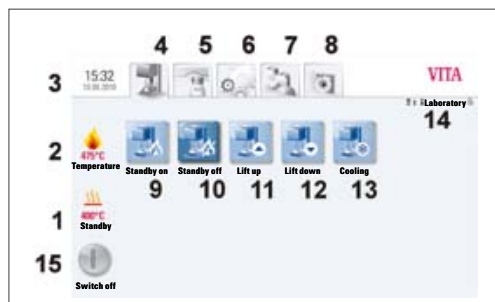 4 5 6 7 8
3 15:32 VITA
Laboratory
14
2 475°C
Temperature Standby on Standby off Lift up Lift down Cooling
9 10 11 12 13
400°C
1 Standby
15
Switch off